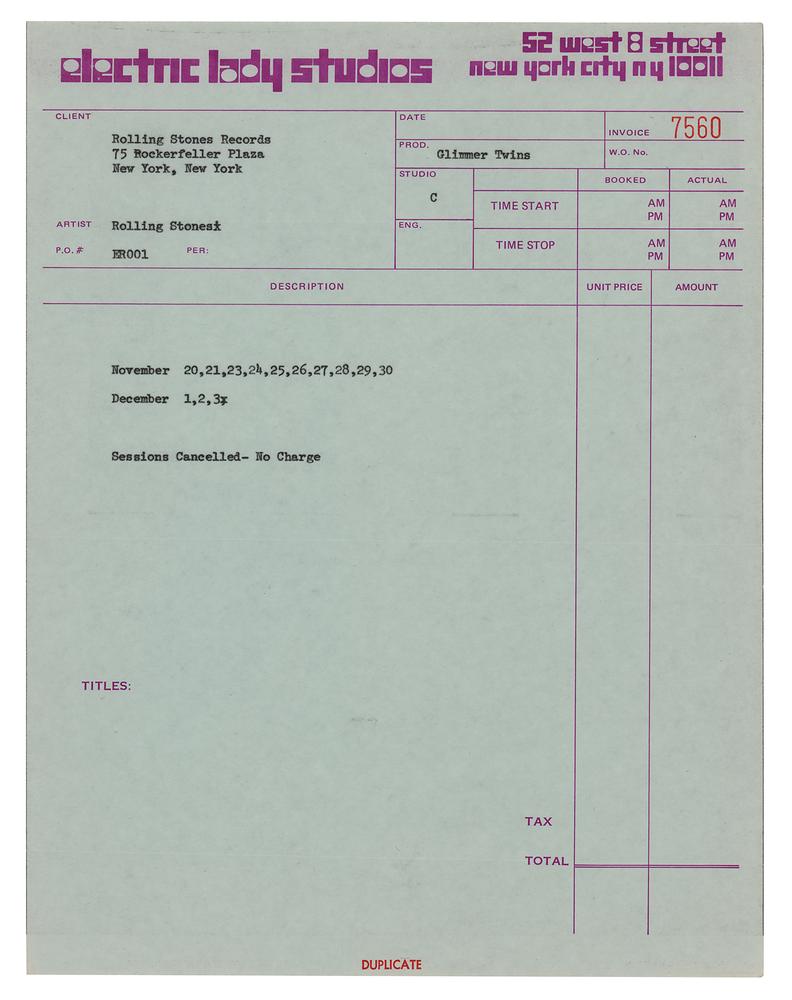 electric lady studios
52 west 8 street
new york city n y 10011
CLIENT
Rolling Stones Records
75 Rockerfeller Plaza
New York, New York
ARTIST Rolling Stonesx
P.O. # ER001 PER:
DATE
INVOICE 7560
PROD. Glimmer Twins
W.O. No.
STUDIO
C
ENG.
BOOKED ACTUAL
TIME START AM PM AM PM
TIME STOP AM PM AM PM
DESCRIPTION UNIT PRICE AMOUNT
November 20,21,23,24,25,26,27,28,29,30
December 1,2,3x
Sessions Cancelled- No Charge
TITLES:
TAX
TOTAL
DUPLICATE